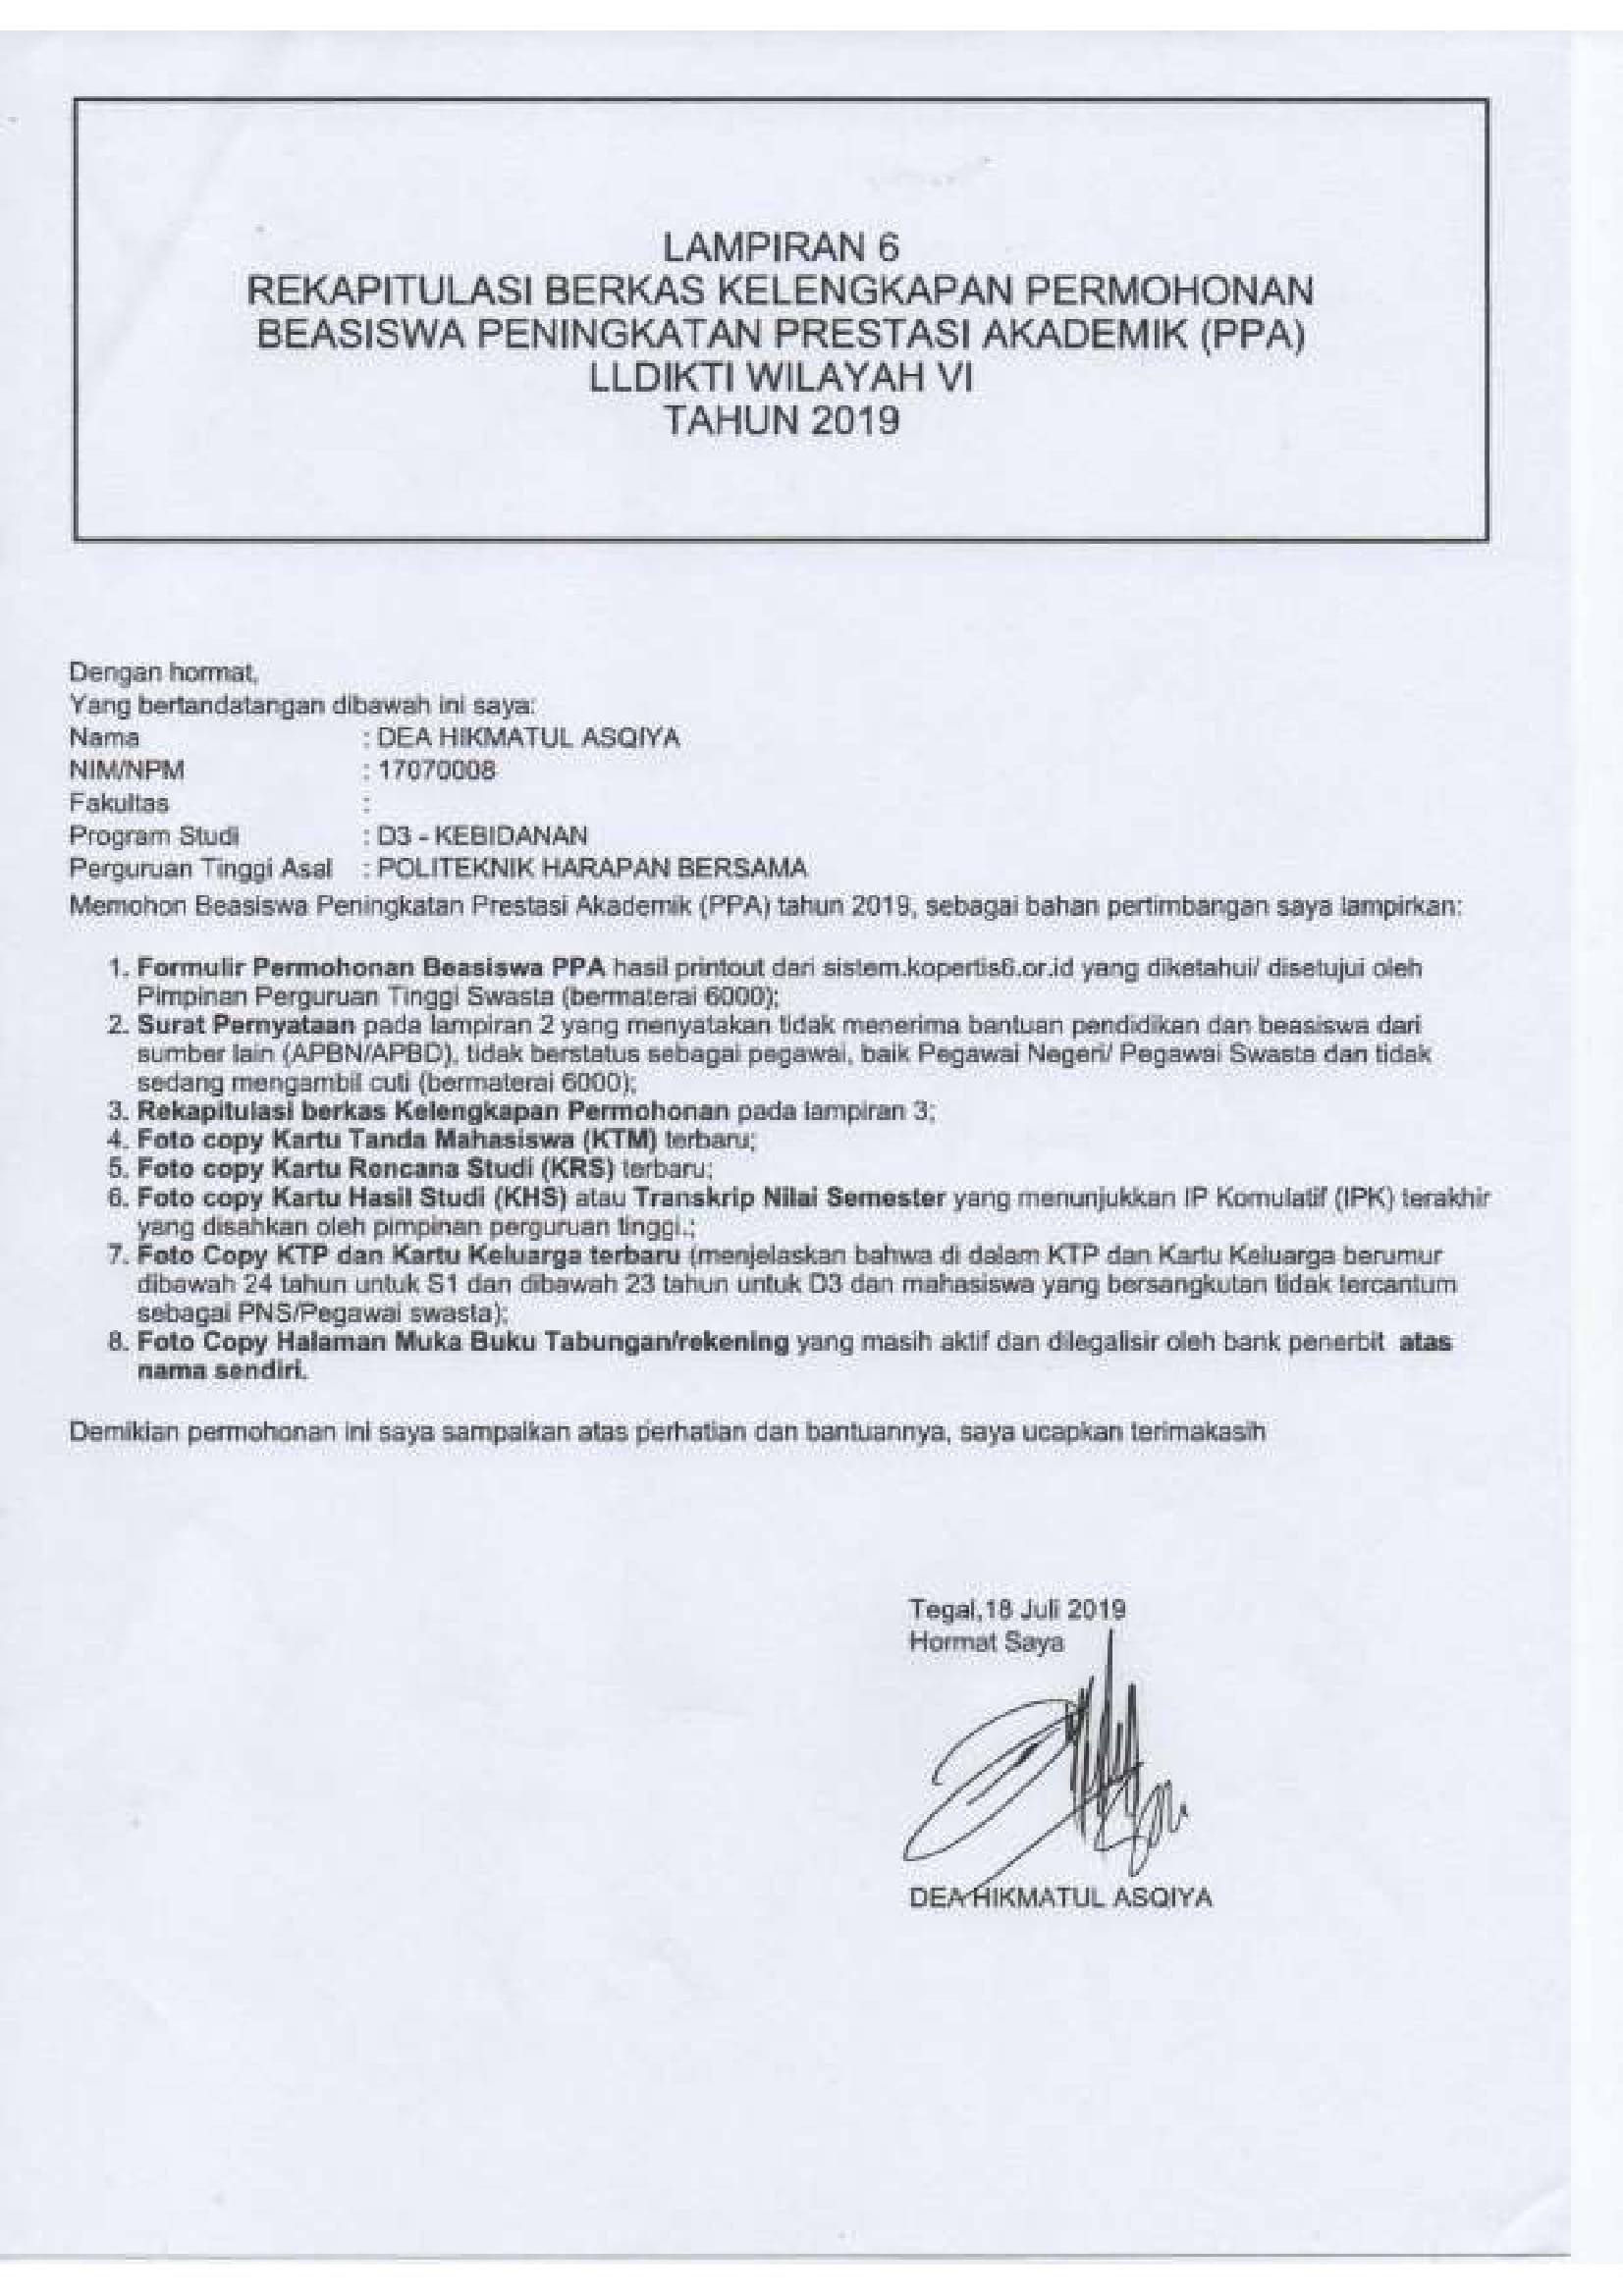 LAMPIRAN 6
REKAPITULASI BERKAS KELENGKAPAN PERMOHONAN
BEASISWA PENINGKATAN PRESTASI AKADEMIK (PPA)
LLDIKTI WILAYAH VI
TAHUN 2019
Dengan hormat,
Yang bertandatangan dibawah ini saya:
Nama : DEA HIKMATUL ASQIYA
NIM/NPM : 17070008
Fakultas :
Program Studi : D3 - KEBIDANAN
Perguruan Tinggi Asal : POLITEKNIK HARAPAN BERSAMA
Memohon Beasiswa Peningkatan Prestasi Akademik (PPA) tahun 2019, sebagai bahan pertimbangan saya lampirkan:
1. Formulir Permohonan Beasiswa PPA hasil printout dari sistem.kopertis6.or.id yang diketahui/ disetujui oleh
Pimpinan Perguruan Tinggi Swasta (bermaterai 6000);
2. Surat Pernyataan pada lampiran 2 yang menyatakan tidak menerima bantuan pendidikan dan beasiswa dari
sumber lain (APBN/APBD), tidak berstatus sebagai pegawai, baik Pegawai Negeri/ Pegawai Swasta dan tidak
sedang mengambil cuti (bermaterai 6000);
3. Rekapitulasi berkas Kelengkapan Permohonan pada lampiran 3;
4. Foto copy Kartu Tanda Mahasiswa (KTM) terbaru;
5. Foto copy Kartu Rencana Studi (KRS) terbaru;
6. Foto copy Kartu Hasil Studi (KHS) atau Transkrip Nilai Semester yang menunjukkan IP Komulatif (IPK) terakhir
yang disahkan oleh pimpinan perguruan tinggi.;
7. Foto Copy KTP dan Kartu Keluarga terbaru (menjelaskan bahwa di dalam KTP dan Kartu Keluarga berumur
dibawah 24 tahun untuk S1 dan dibawah 23 tahun untuk D3 dan mahasiswa yang bersangkutan tidak tercantum
sebagai PNS/Pegawai swasta);
8. Foto Copy Halaman Muka Buku Tabungan/rekening yang masih aktif dan dilegalisir oleh bank penerbit atas
nama sendiri.
Demikian permohonan ini saya sampaikan atas perhatian dan bantuannya, saya ucapkan terimakasih
Tegal,18 Juli 2019
Hormat Saya
DEA HIKMATUL ASQIYA